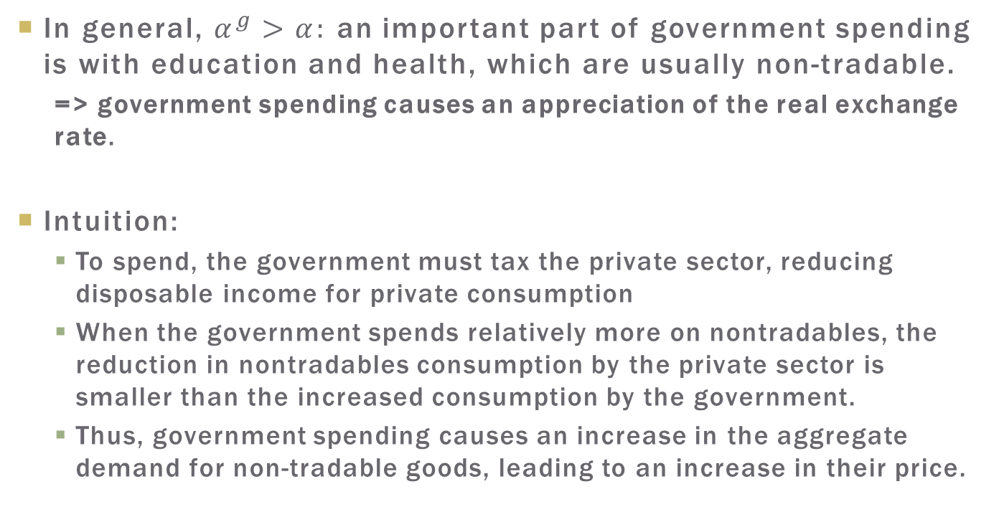 In general, αᵍ > α: an important part of government spending
is with education and health, which are usually non-tradable.
=> government spending causes an appreciation of the real exchange
rate.
Intuition:
To spend, the government must tax the private sector, reducing
disposable income for private consumption
When the government spends relatively more on nontradables, the
reduction in nontradables consumption by the private sector is
smaller than the increased consumption by the government.
Thus, government spending causes an increase in the aggregate
demand for non-tradable goods, leading to an increase in their price.